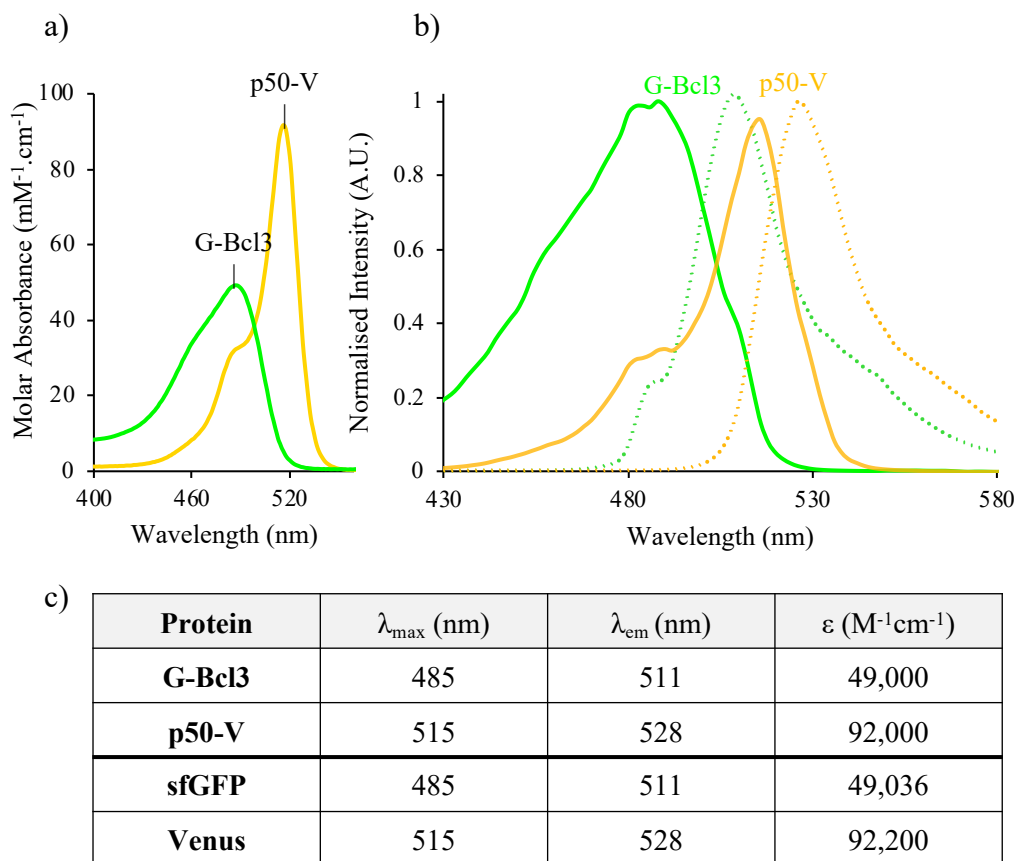 a)
p50-V
G-Bcl3
Molar Absorbance (mM-1.cm-1)
100
80
60
40
20
0
400 460 520
Wavelength (nm)
b)
G-Bcl3 p50-V
Normalised Intensity (A.U.)
1
0.8
0.6
0.4
0.2
0
430 480 530 580
Wavelength (nm)
c)
Protein λmax (nm) λem (nm) ε (M-1cm-1)
G-Bcl3 485 511 49,000
p50-V 515 528 92,000
sfGFP 485 511 49,036
Venus 515 528 92,200